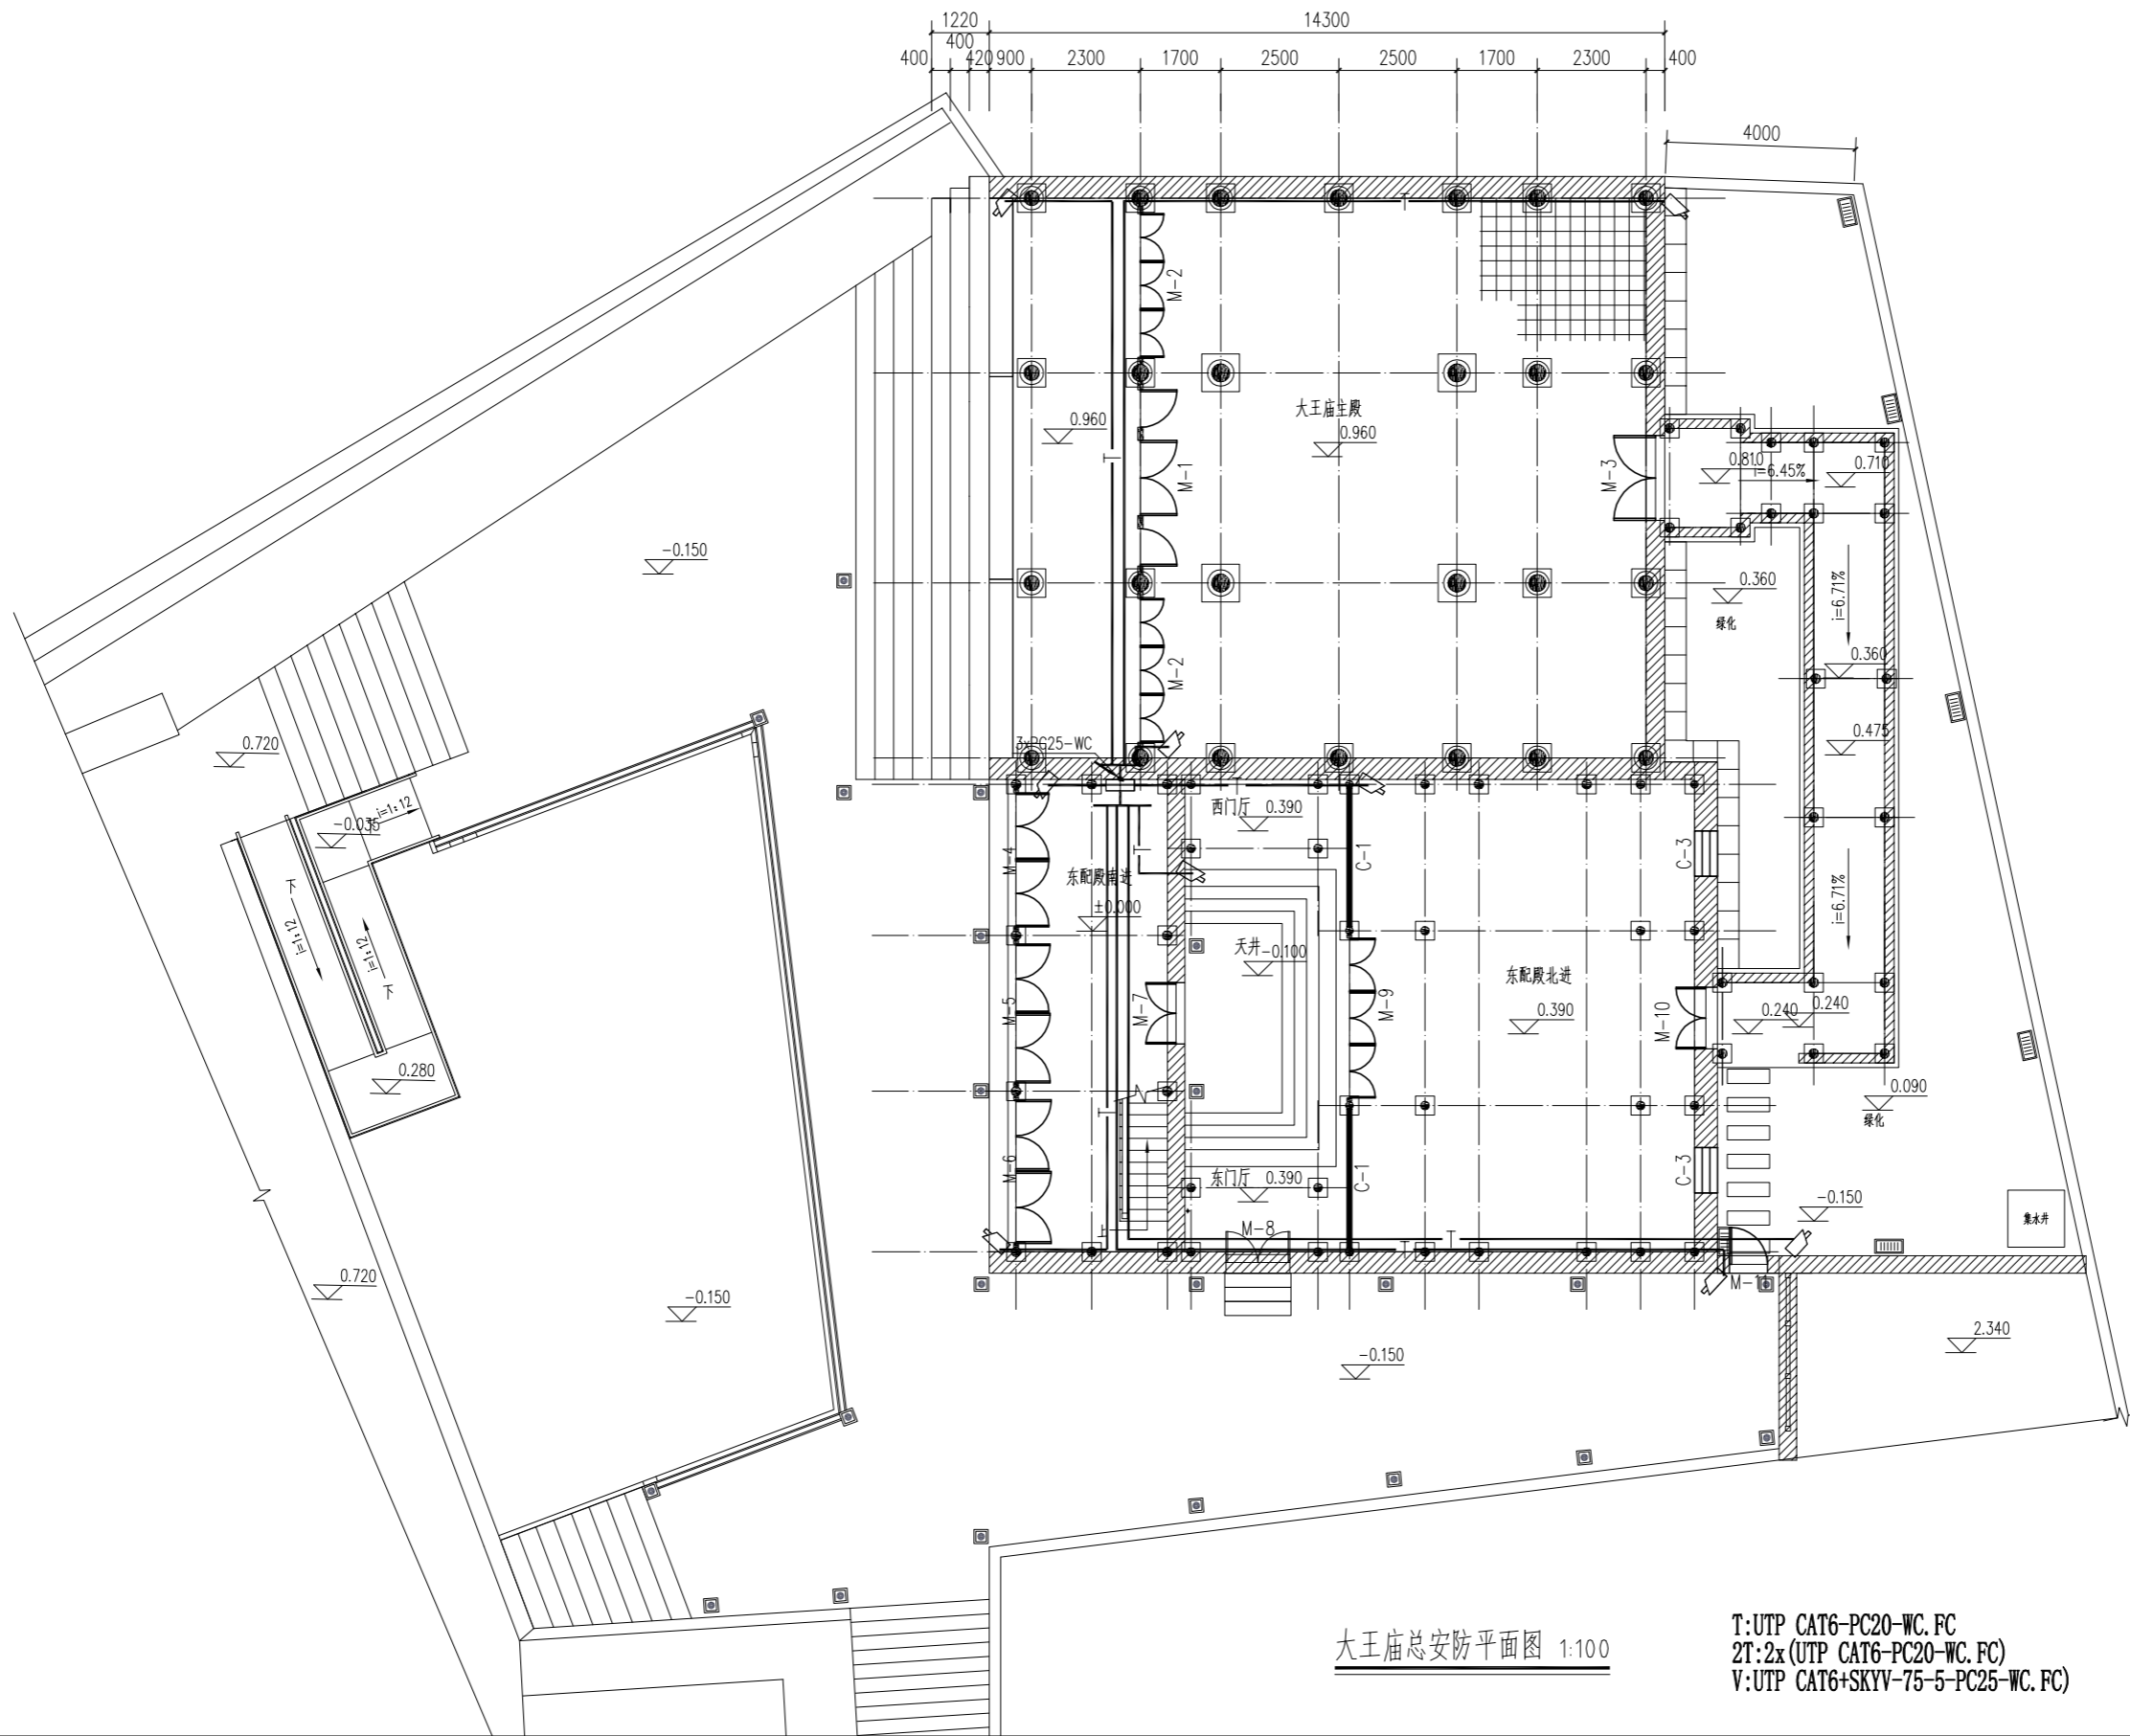 1220
14300
400
400
420
900
2300
1700
2500
2500
1700
2300
400
4000
M-2
大王庙主殿
0.960
0.960
M-1
M-3
0.810
i=6.45%
0.710
T
T
-0.150
0.360
绿化
i=6.71%
0.360
M-2
0.475
0.720
3xPC25-WC
T
西门厅 0.390
i=1:12
-0.035
M-4
T
C-1
C-3
东配殿南进
±0.000
i=6.71%
下
i=1:12
i=1:12
下
天井
-0.100
东配殿北进
0.390
M-5
M-7
M-9
M-10
0.240
0.240
0.280
0.090
绿化
T
M-6
东门厅 0.390
C-1
C-3
-0.150
集水井
上
M-8
T
T
M-11
0.720
-0.150
-0.150
2.340
大王庙总安防平面图 1:100
T:UTP CAT6-PC20-WC.FC
2T:2x(UTP CAT6-PC20-WC.FC)
V:UTP CAT6+SKYV-75-5-PC25-WC.FC)